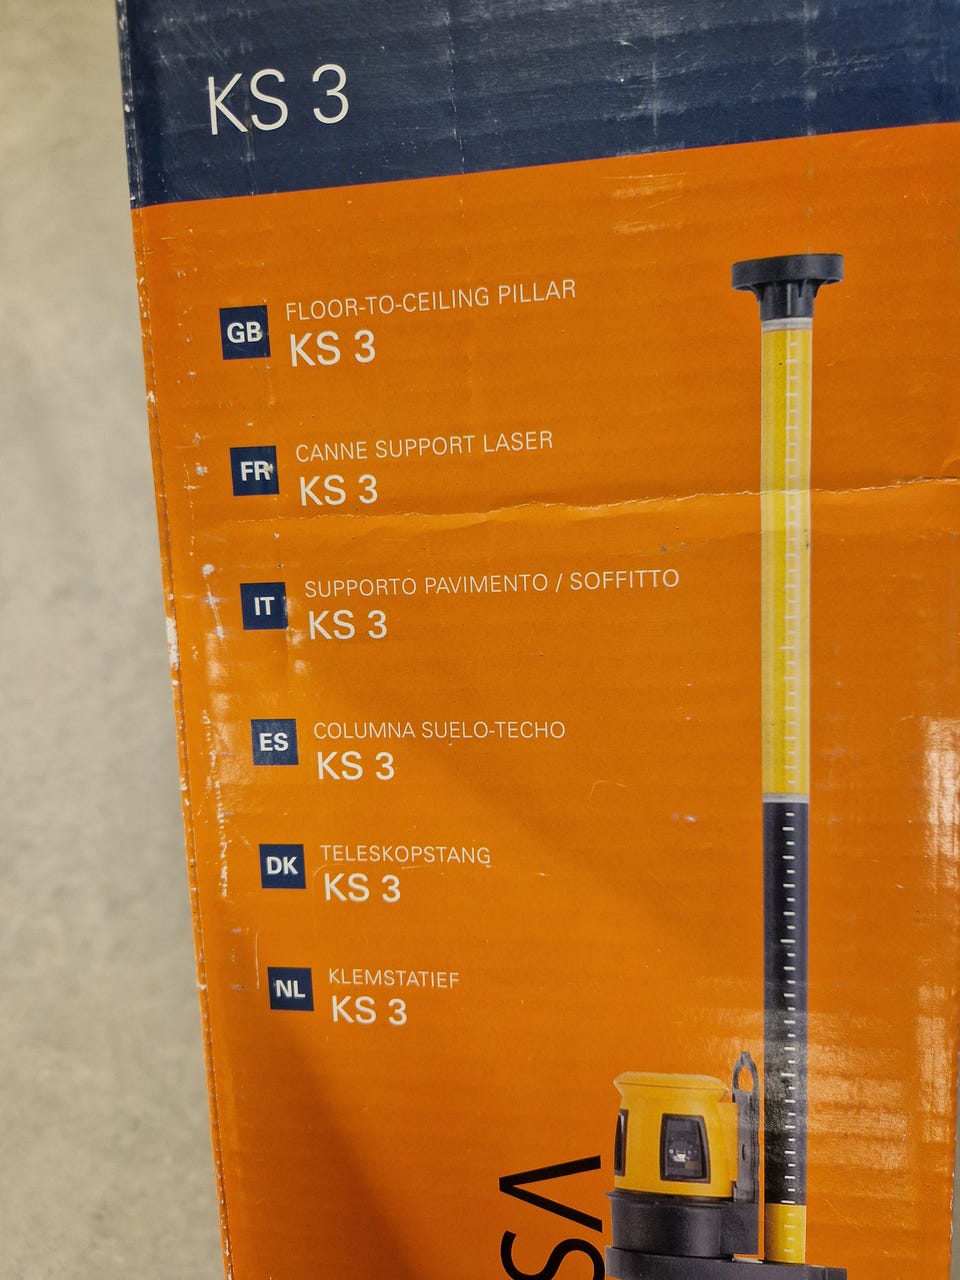 KS 3
GB
FLOOR-TO-CEILING PILLAR
KS 3
FR
CANNE SUPPORT LASER
KS 3
IT
SUPPORTO PAVIMENTO / SOFFITTO
KS 3
ES
COLUMNA SUELO-TECHO
KS 3
DK
TELESKOPSTANG
KS 3
NL
KLEMSTATIEF
KS 3